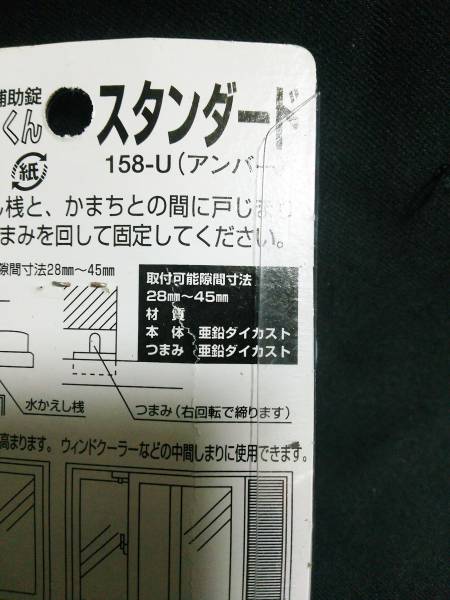 補助錠
くん
スタンダード
158-U(アンバー
紙
し桟と、かまちとの間に戸じまり
まみを回して固定してください。
隙間寸法28mm〜45mm
取付可能隙間寸法
28mm〜45mm
材 質
本 体 亜鉛ダイカスト
つまみ 亜鉛ダイカスト
水かえし桟
つまみ(右回転で締ります)
高まります。ウィンドクーラーなどの中間しまりに使用できます。